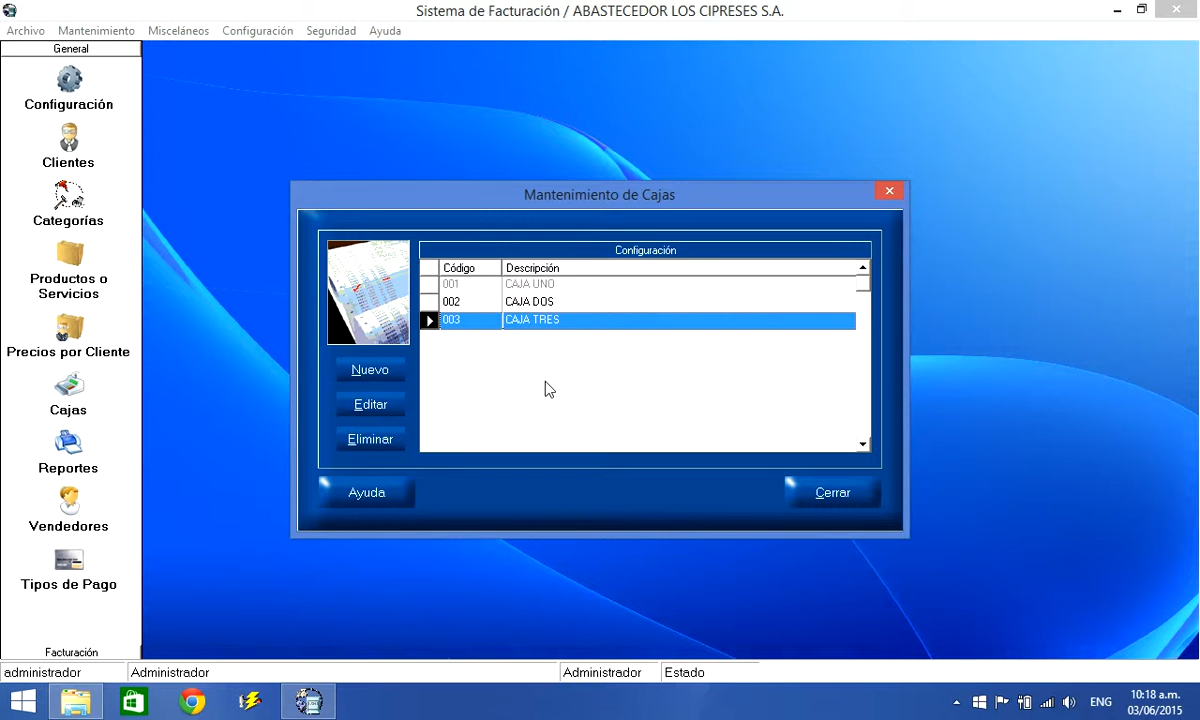 Sistema de Facturación / ABASTECEDOR LOS CIPRESES S.A.
Archivo Mantenimiento Misceláneos Configuración Seguridad Ayuda
General
Configuración
Clientes
Categorías
Productos o
Servicios
Precios por Cliente
Cajas
Reportes
Vendedores
Tipos de Pago
Facturación
Mantenimiento de Cajas
Configuración
Código Descripción
001 CAJA UNO
002 CAJA DOS
003 CAJA TRES
Nuevo
Editar
Eliminar
Ayuda
Cerrar
administrador Administrador Administrador Estado
ENG
10:18 a.m.
03/06/2015